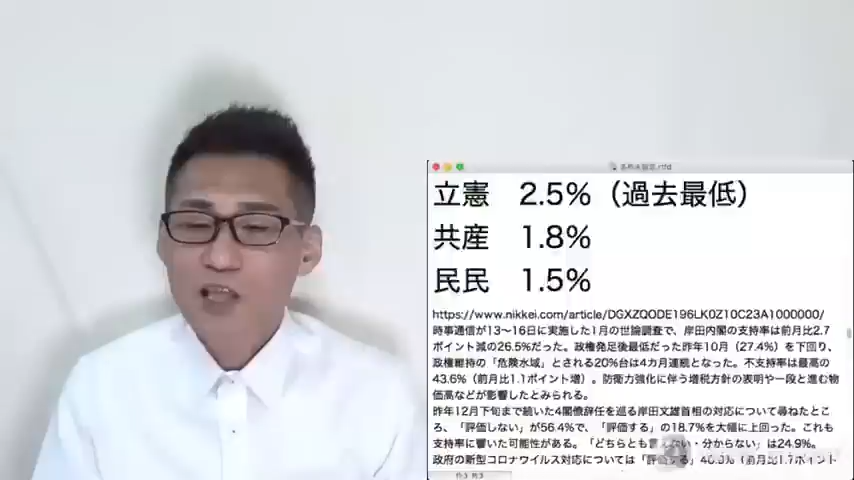 立憲　2.5%（過去最低）
共産　1.8%
民民　1.5%
https://www.nikkei.com/article/DGXZQODE196LK0Z10C23A1000000/
時事通信が13〜16日に実施した1月の世論調査で、岸田内閣の支持率は前月比2.7
ポイント減の26.5%だった。政権発足後最低だった昨年10月（27.4%）を下回り、
政権維持の「危険水域」とされる20%台は4カ月連続となった。不支持率は最高の
43.6%（前月比1.1ポイント増）。防衛力強化に伴う増税方針の表明や一段と進む物
価高などが影響したとみられる。
昨年12月下旬まで続いた4閣僚辞任を巡る岸田文雄首相の対応について尋ねたとこ
ろ、「評価しない」が56.4%で、「評価する」の18.7%を大幅に上回った。これも
支持率に響いた可能性がある。「どちらとも言えない・分からない」は24.9%。
政府の新型コロナウイルス対応については「評価する」（前月比1.7ポイント